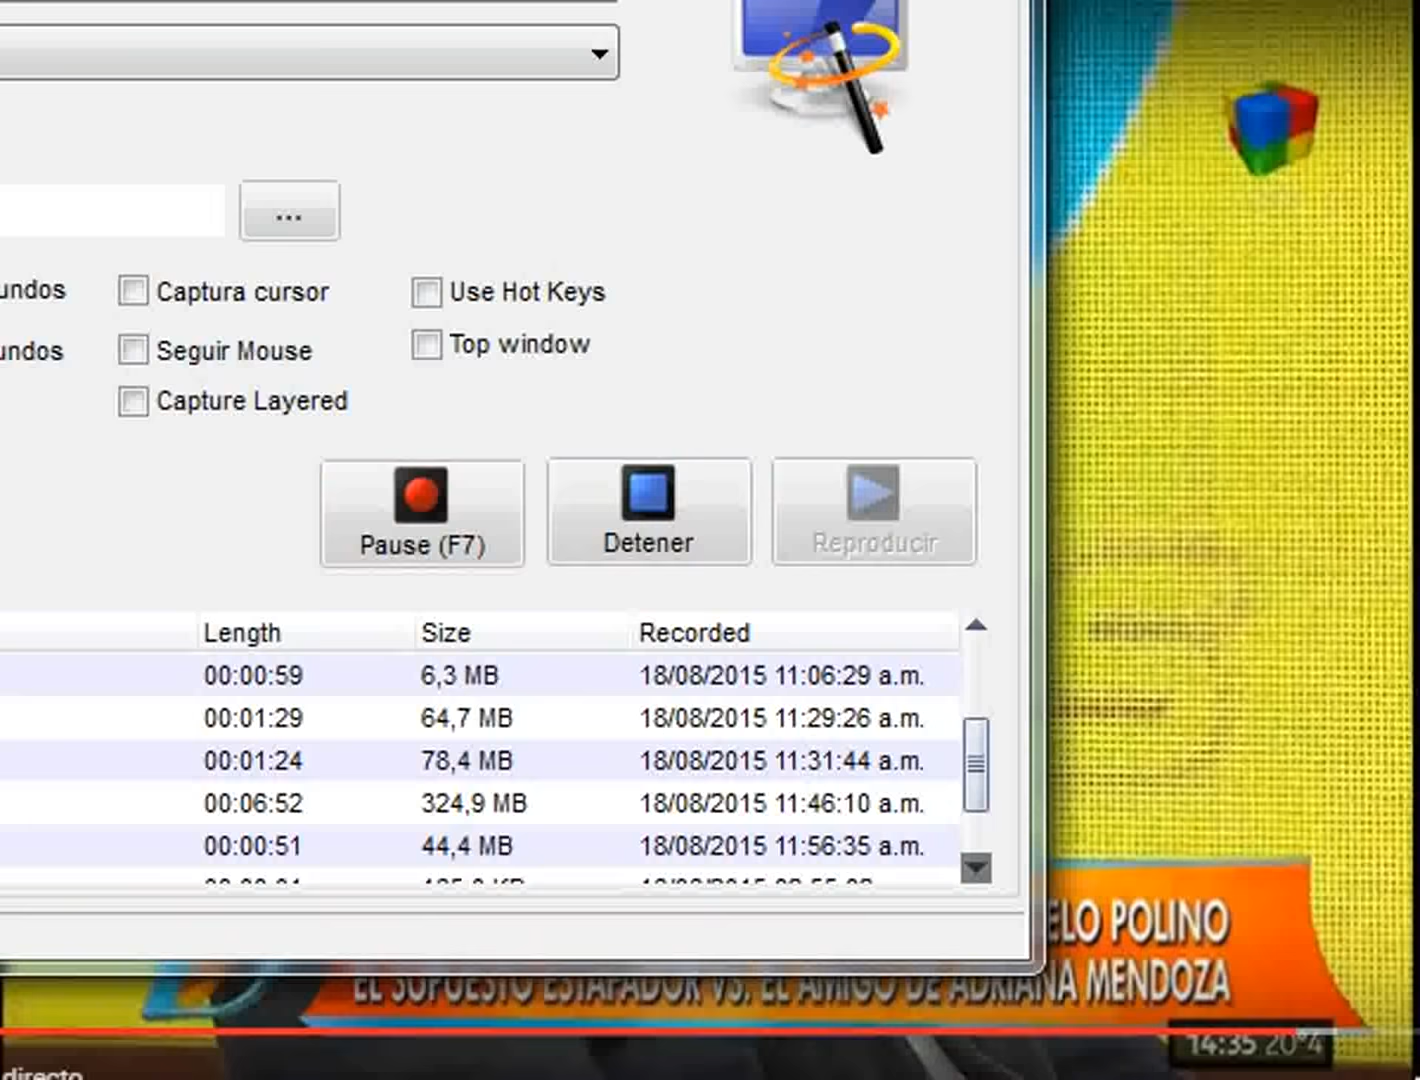 ...
undos
Captura cursor
Use Hot Keys
undos
Seguir Mouse
Top window
Capture Layered
Pause (F7)
Detener
Reproducir
Length Size Recorded
00:00:59 6,3 MB 18/08/2015 11:06:29 a.m.
00:01:29 64,7 MB 18/08/2015 11:29:26 a.m.
00:01:24 78,4 MB 18/08/2015 11:31:44 a.m.
00:06:52 324,9 MB 18/08/2015 11:46:10 a.m.
00:00:51 44,4 MB 18/08/2015 11:56:35 a.m.
ELO POLINO
EL SUPUESTO ESTAFADOR VS. EL AMIGO DE ADRIANA MENDOZA
14:35 20°4
directo